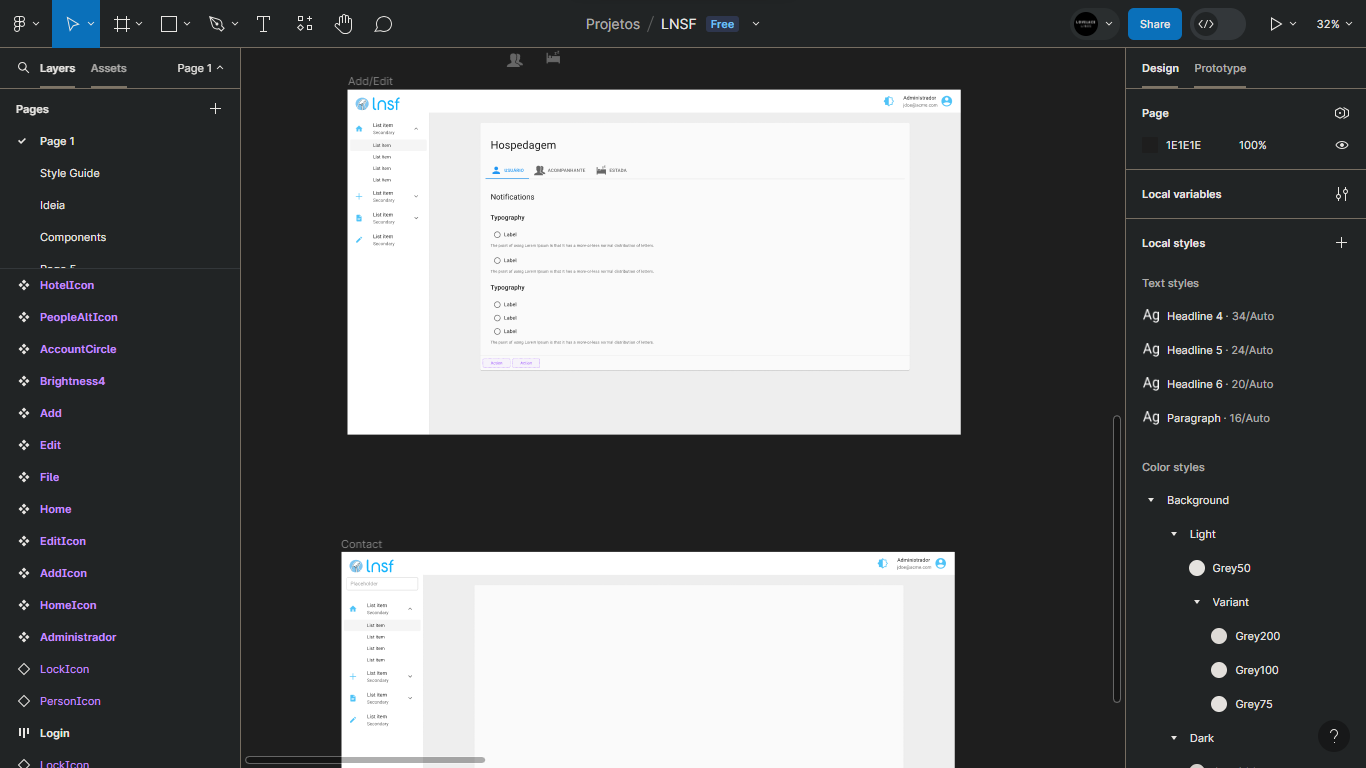 Projetos / LNSF Free
Share
32%
Layers
Assets
Page 1
Pages
Page 1
Style Guide
Ideia
Components
HotelIcon
PeopleAltIcon
AccountCircle
Brightness4
Add
Edit
File
Home
EditIcon
AddIcon
HomeIcon
Administrador
LockIcon
PersonIcon
Login
LockIcon
Add/Edit
lnsf
Administrador
jdoe@acme.com
List item
Secondary
List item
List item
List item
List item
List item
Secondary
List item
Secondary
List item
Secondary
Hospedagem
USUÁRIO
ACOMPANHANTE
ESTADA
Notifications
Typography
Label
The point of using Lorem Ipsum is that it has a more-or-less normal distribution of letters.
Label
The point of using Lorem Ipsum is that it has a more-or-less normal distribution of letters.
Typography
Label
Label
Label
The point of using Lorem Ipsum is that it has a more-or-less normal distribution of letters.
Contact
lnsf
Administrador
jdoe@acme.com
Placeholder
List item
Secondary
List item
List item
List item
List item
List item
Secondary
List item
Secondary
List item
Secondary
Design
Prototype
Page
1E1E1E
100%
Local variables
Local styles
Text styles
Ag Headline 4 · 34/Auto
Ag Headline 5 · 24/Auto
Ag Headline 6 · 20/Auto
Ag Paragraph · 16/Auto
Color styles
Background
Light
Grey50
Variant
Grey200
Grey100
Grey75
Dark
?